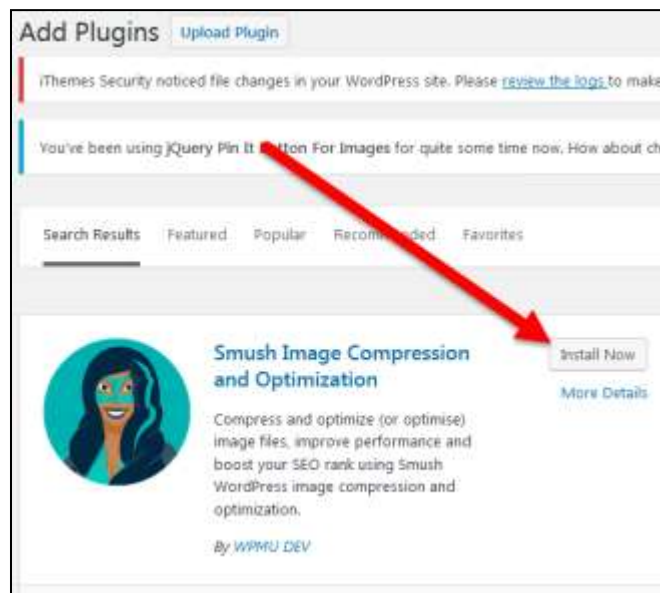 Add Plugins Upload Plugin
iThemes Security noticed file changes in your WordPress site. Please review the logs to make
You've been using jQuery Pin It Button For Images for quite some time now. How about ch
Search Results Featured Popular Recommended Favorites
Smush Image Compression
and Optimization
Install Now
More Details
Compress and optimize (or optimise)
image files, improve performance and
boost your SEO rank using Smush
WordPress image compression and
optimization.
By WPMU DEV